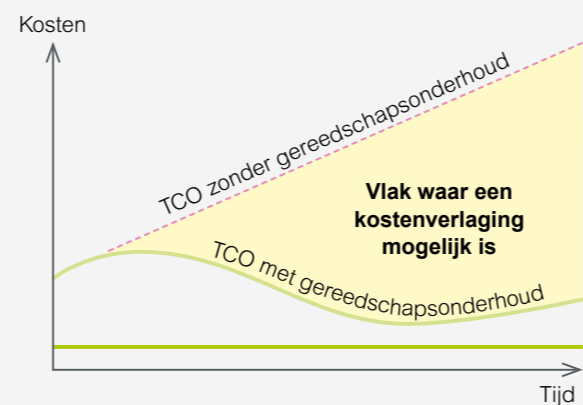 Kosten
TCO zonder gereedschapsonderhoud
Vlak waar een
kostenverlaging
mogelijk is
TCO met gereedschapsonderhoud
Tijd